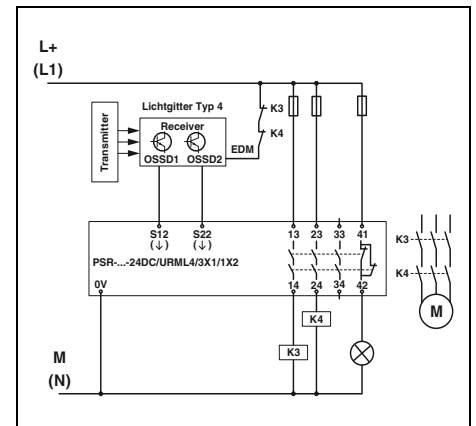 L+
(L1)
Transmitter
Lichtgitter Typ 4
Receiver
OSSD1 OSSD2
EDM
K3
K4
S12 S22 13 23 33 41
(↓) (↓)
PSR-...-24DC/URML4/3X1/1X2
0V 14 24 34 42
K3
K4
M
K4
K3
M
(N)